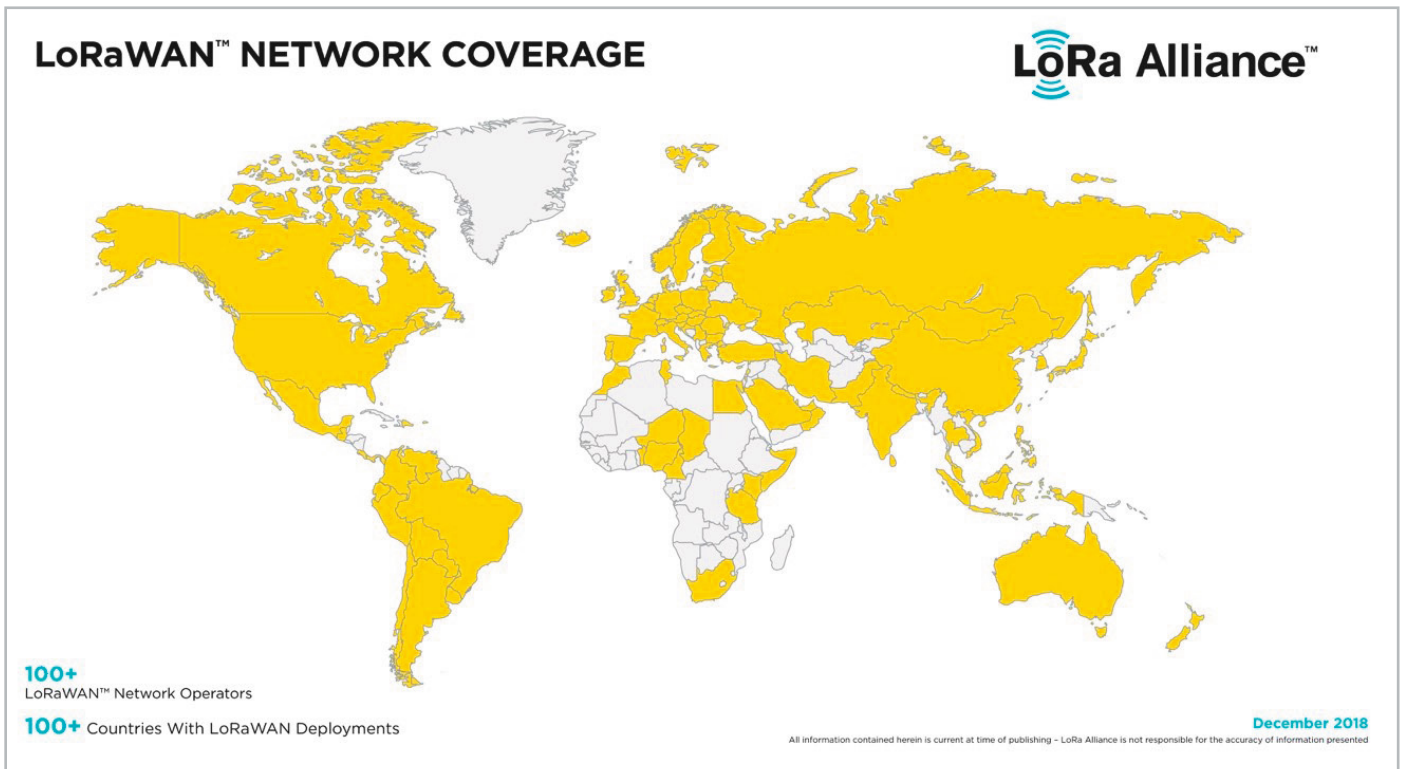 LoRaWAN™ NETWORK COVERAGE
LoRa Alliance™
100+
LoRaWAN™ Network Operators
100+ Countries With LoRaWAN Deployments
December 2018
All information contained herein is current at time of publishing – LoRa Alliance is not responsible for the accuracy of information presented